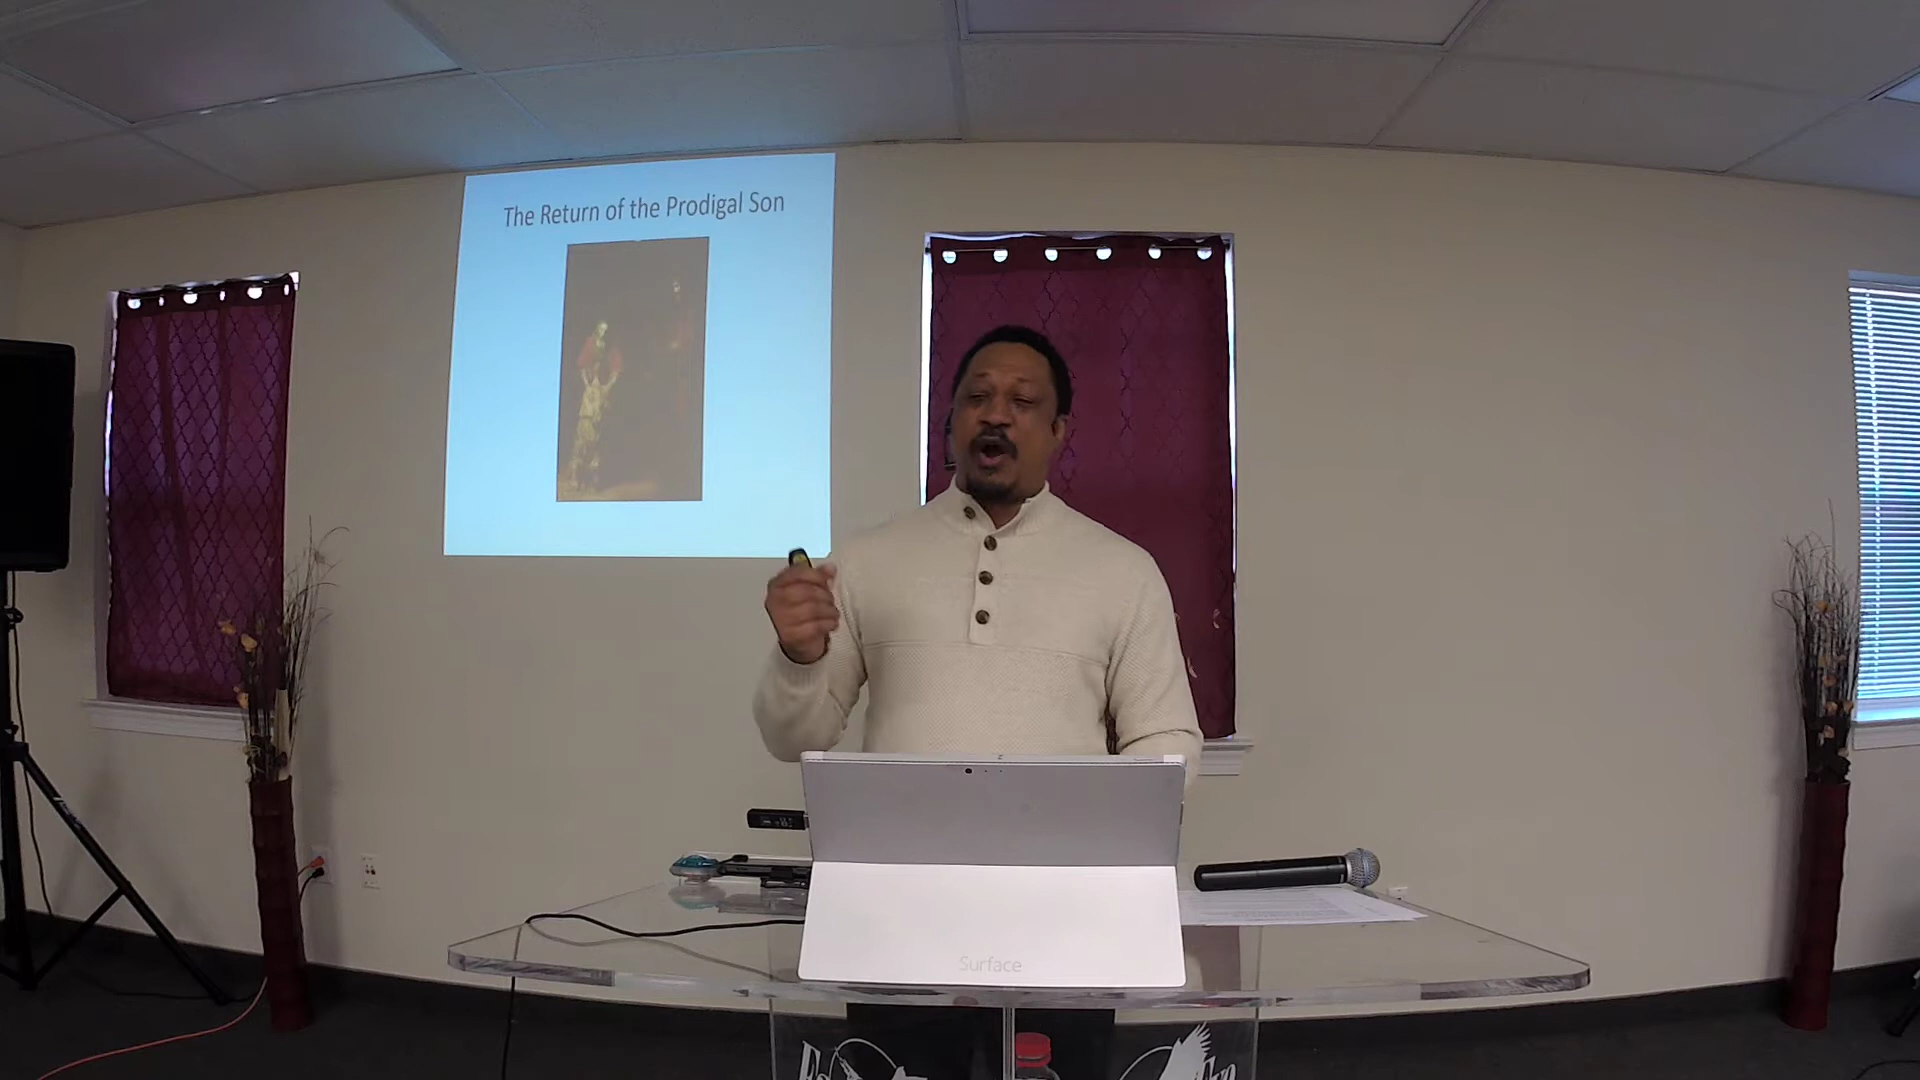 The Return of the Prodigal Son
Surface